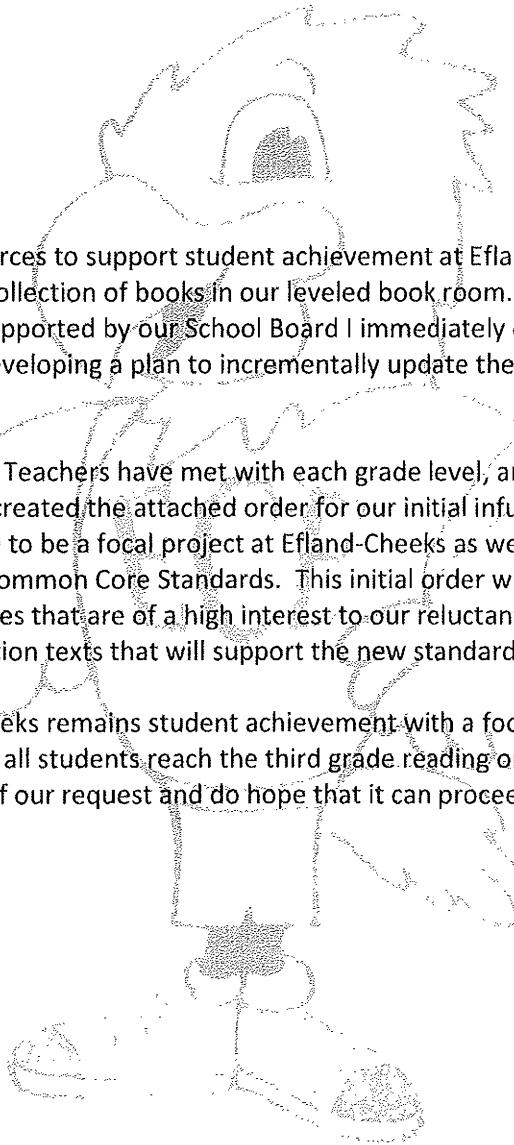 rces to support student achievement at Efla
ollection of books in our leveled book room.
pported by our School Board I immediately
veloping a plan to incrementally update the
Teachers have met with each grade level, a
created the attached order for our initial infu
to be a focal project at Efland-Cheeks as we
ommon Core Standards. This initial order w
es that are of a high interest to our reluctan
tion texts that will support the new standard
eks remains student achievement with a foc
all students reach the third grade reading o
f our request and do hope that it can procee